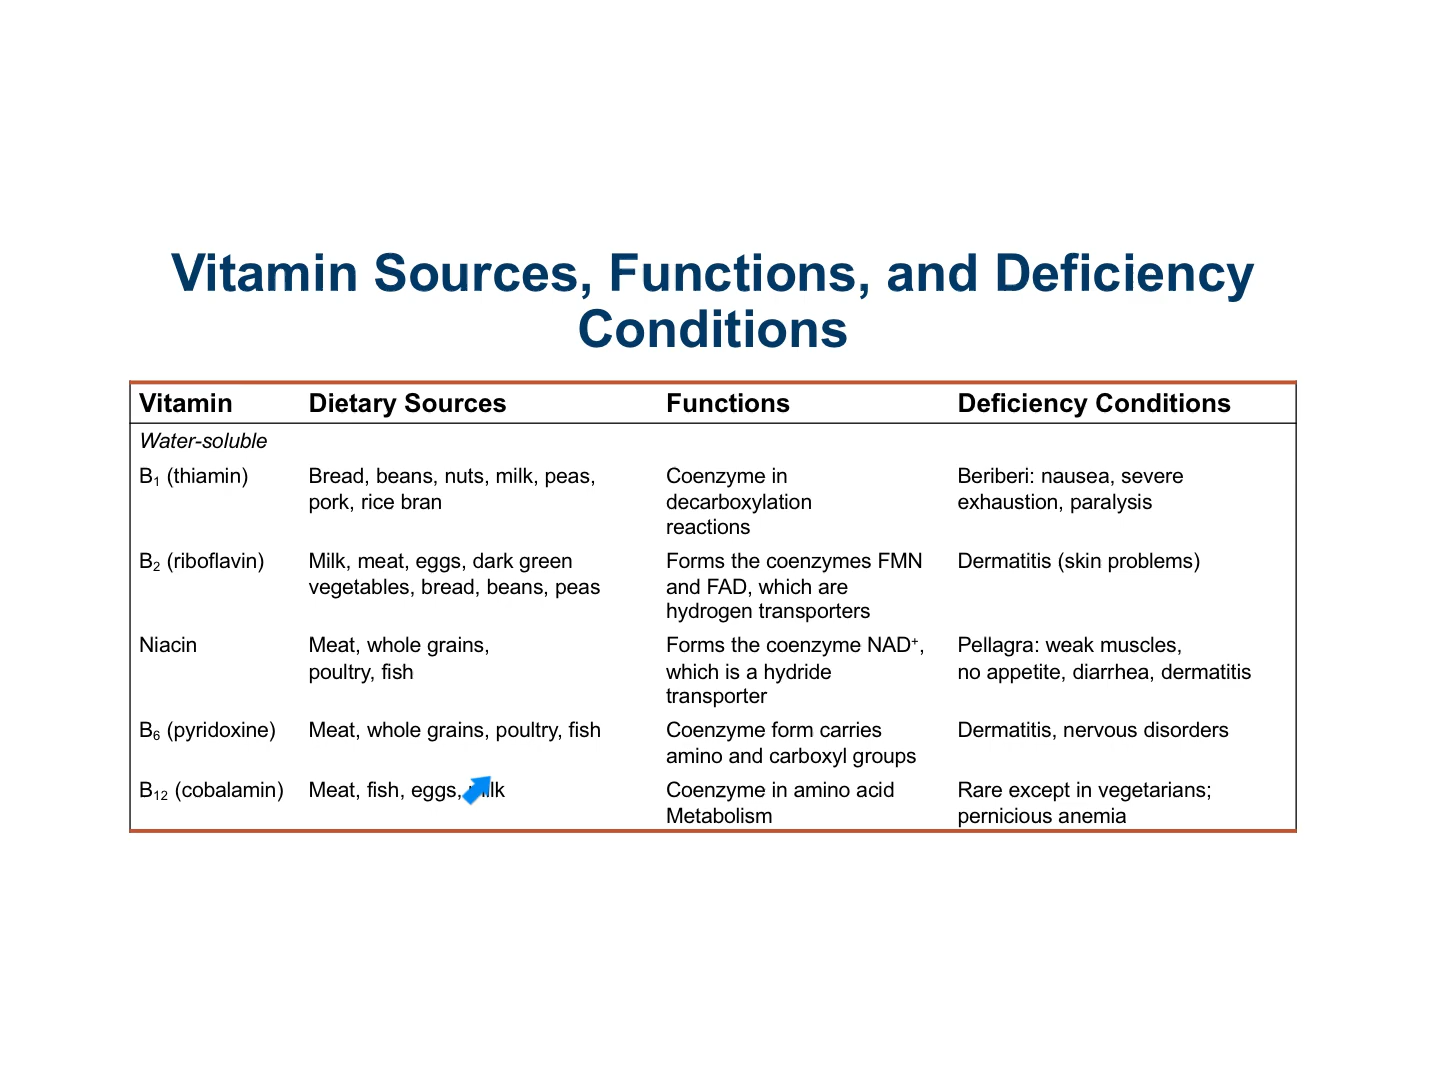 Vitamin Sources, Functions, and Deficiency
Conditions
Vitamin Dietary Sources Functions Deficiency Conditions
Water-soluble
B₁ (thiamin) Bread, beans, nuts, milk, peas, Coenzyme in Beriberi: nausea, severe
pork, rice bran decarboxylation exhaustion, paralysis
reactions
B₂ (riboflavin) Milk, meat, eggs, dark green Forms the coenzymes FMN Dermatitis (skin problems)
vegetables, bread, beans, peas and FAD, which are
hydrogen transporters
Niacin Meat, whole grains, Forms the coenzyme NAD⁺, Pellagra: weak muscles,
poultry, fish which is a hydride no appetite, diarrhea, dermatitis
transporter
B₆ (pyridoxine) Meat, whole grains, poultry, fish Coenzyme form carries Dermatitis, nervous disorders
amino and carboxyl groups
B₁₂ (cobalamin) Meat, fish, eggs, milk Coenzyme in amino acid Rare except in vegetarians;
Metabolism pernicious anemia